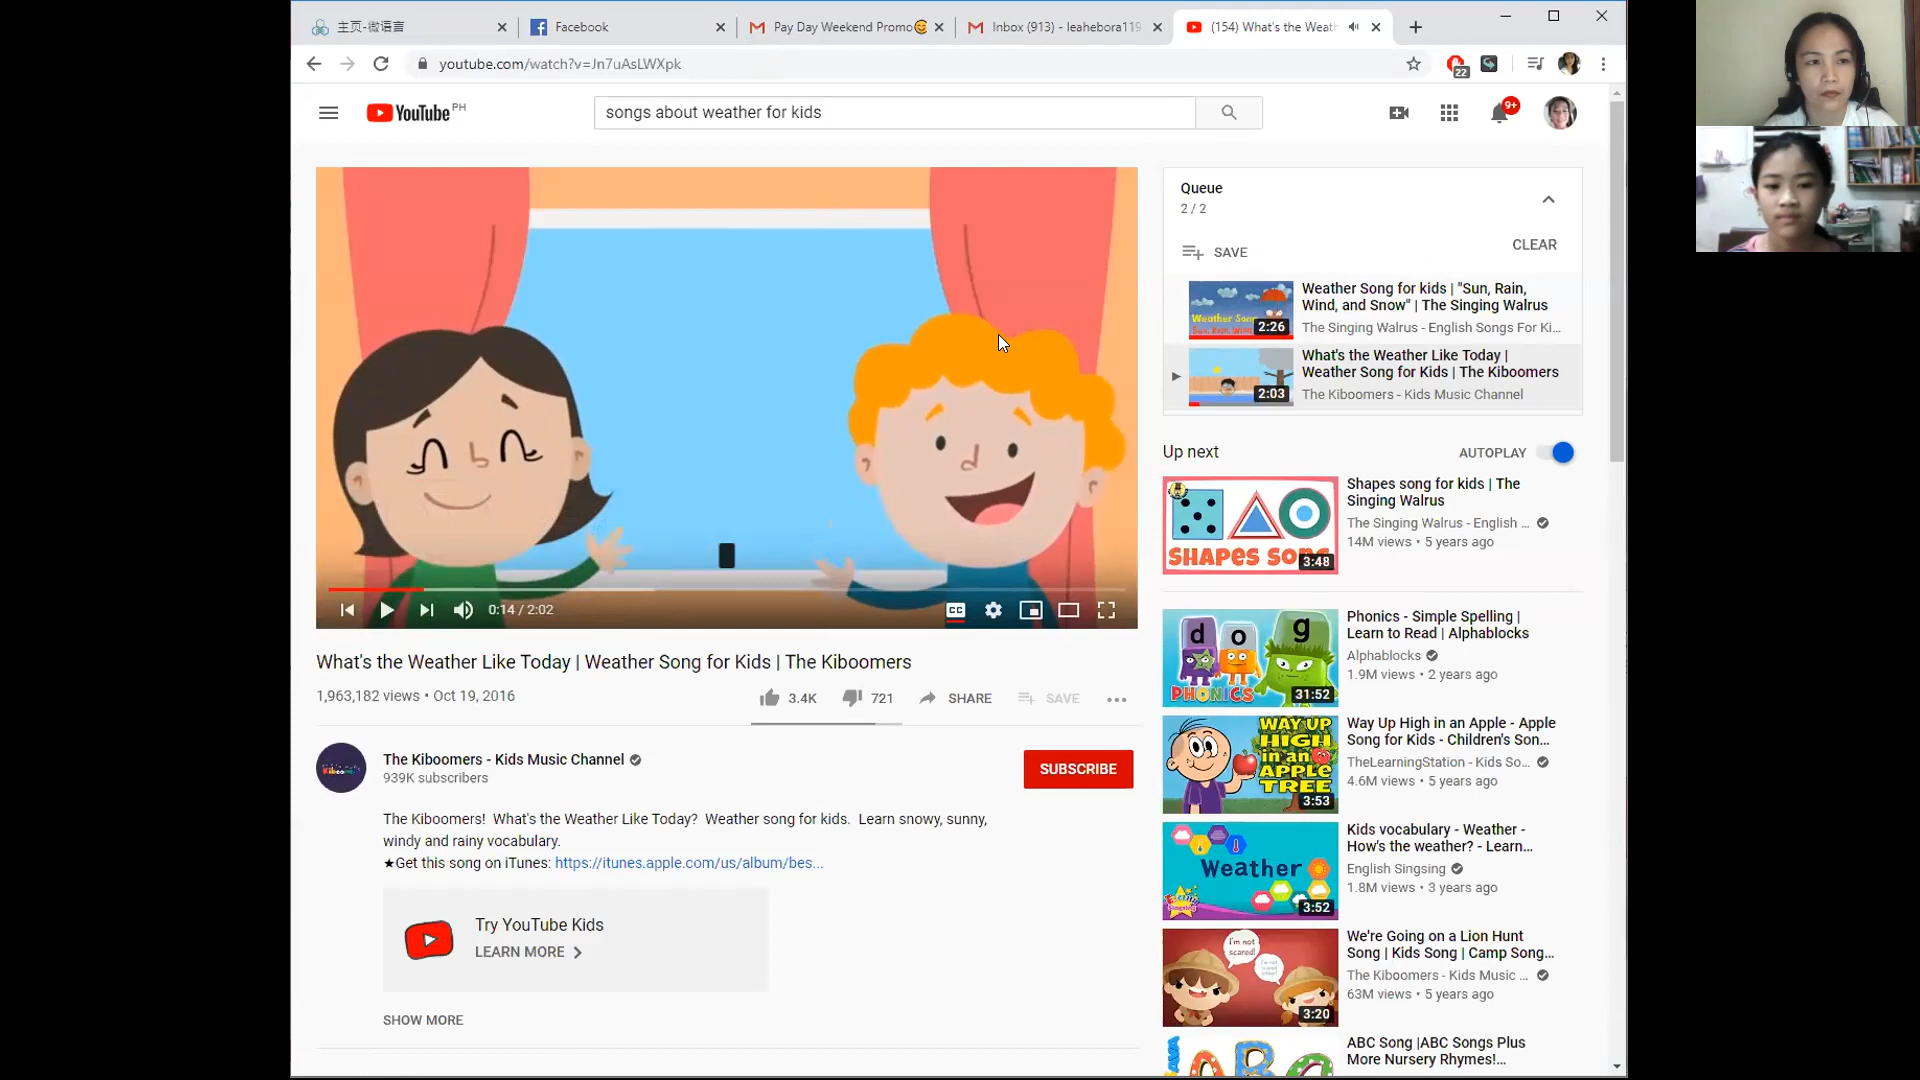 主页-微语言
Facebook
Pay Day Weekend Promo
Inbox (913) - leahebora119
(154) What's the Weath
youtube.com/watch?v=Jn7uAsLWXpk
22
YouTube PH
songs about weather for kids
9+
Queue
2 / 2
SAVE
CLEAR
Weather Song for kids | "Sun, Rain,
Wind, and Snow" | The Singing Walrus
The Singing Walrus - English Songs For Ki...
2:26
What's the Weather Like Today |
Weather Song for Kids | The Kiboomers
The Kiboomers - Kids Music Channel
2:03
0:14 / 2:02
CC
What's the Weather Like Today | Weather Song for Kids | The Kiboomers
1,963,182 views • Oct 19, 2016
3.4K
721
SHARE
SAVE
The Kiboomers - Kids Music Channel
939K subscribers
SUBSCRIBE
The Kiboomers! What's the Weather Like Today? Weather song for kids. Learn snowy, sunny,
windy and rainy vocabulary.
★Get this song on iTunes: https://itunes.apple.com/us/album/bes...
Try YouTube Kids
LEARN MORE
SHOW MORE
Up next
AUTOPLAY
SHAPES SONG
3:48
Shapes song for kids | The
Singing Walrus
The Singing Walrus - English ...
14M views • 5 years ago
d o g
PHONICS
31:52
Phonics - Simple Spelling |
Learn to Read | Alphablocks
Alphablocks
1.9M views • 2 years ago
WAY UP
HIGH
in an
APPLE
TREE
3:53
Way Up High in an Apple - Apple
Song for Kids - Children's Son...
TheLearningStation - Kids So...
4.6M views • 5 years ago
Weather
3:52
Kids vocabulary - Weather -
How's the weather? - Learn...
English Singsing
1.8M views • 3 years ago
I'm not
scared!
3:20
We're Going on a Lion Hunt
Song | Kids Song | Camp Song...
The Kiboomers - Kids Music ...
63M views • 5 years ago
ABC
ABC Song |ABC Songs Plus
More Nursery Rhymes!...